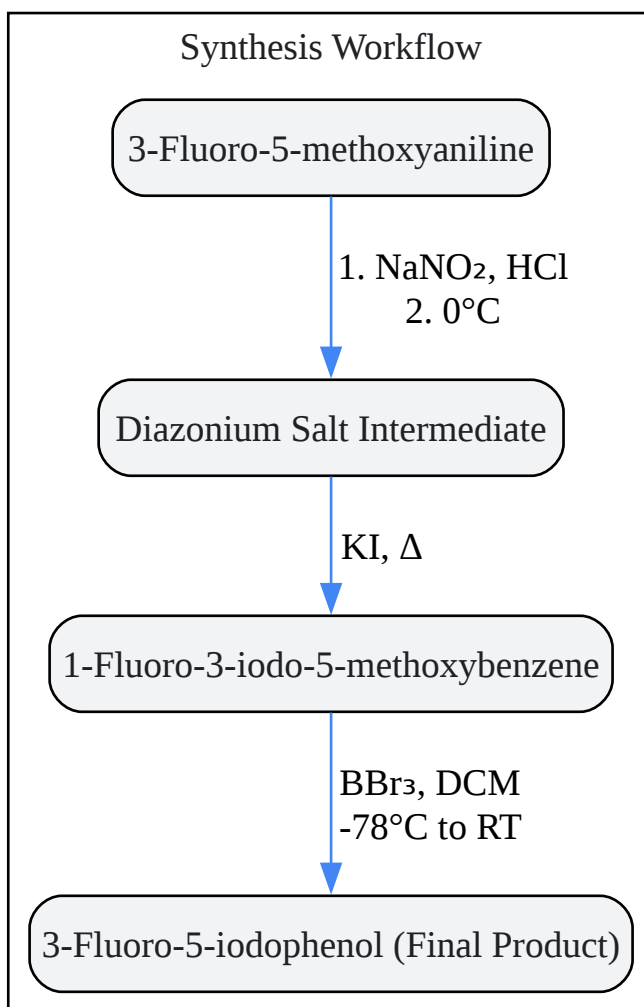 Synthesis Workflow
3-Fluoro-5-methoxyaniline
1. NaNO₂, HCl
2. 0°C
Diazonium Salt Intermediate
KI, Δ
1-Fluoro-3-iodo-5-methoxybenzene
BBr₃, DCM
-78°C to RT
3-Fluoro-5-iodophenol (Final Product)